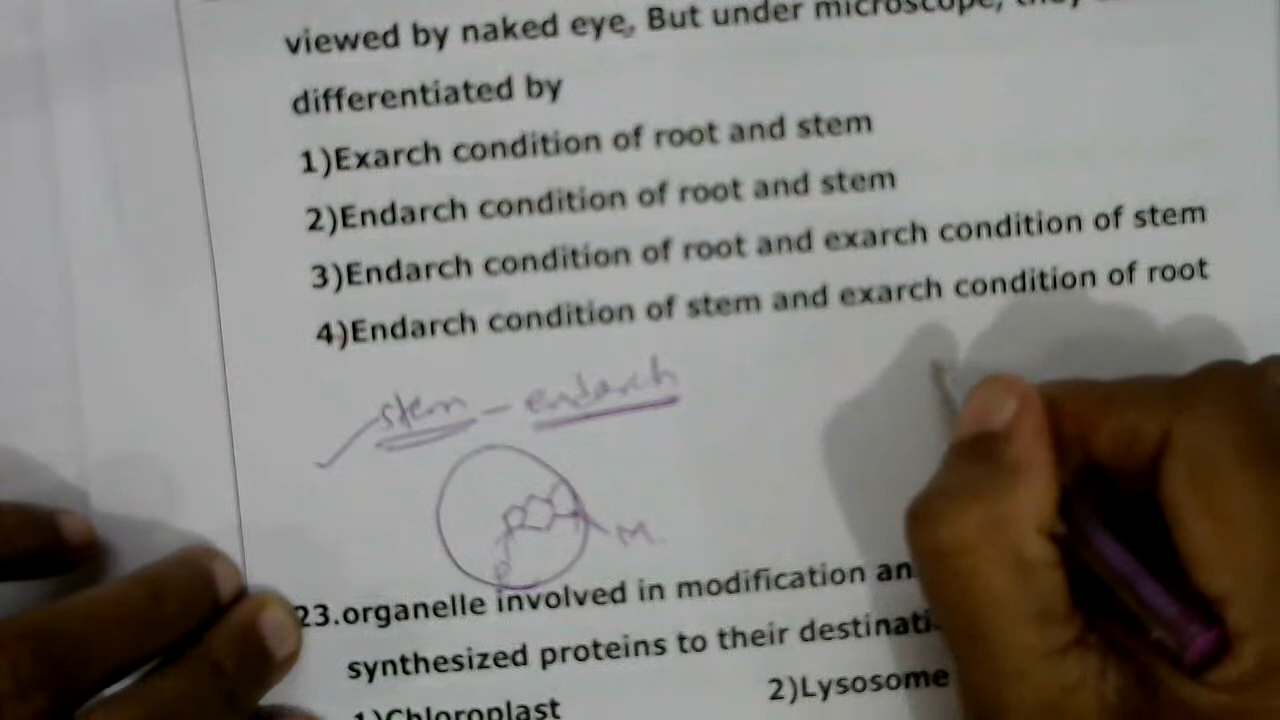 viewed by naked eye, But under microscope, they
differentiated by
1)Exarch condition of root and stem
2)Endarch condition of root and stem
3)Endarch condition of root and exarch condition of stem
4)Endarch condition of stem and exarch condition of root
stem - endarch
M
P
23.organelle involved in modification an
synthesized proteins to their destinati
1)Chloroplast 2)Lysosome